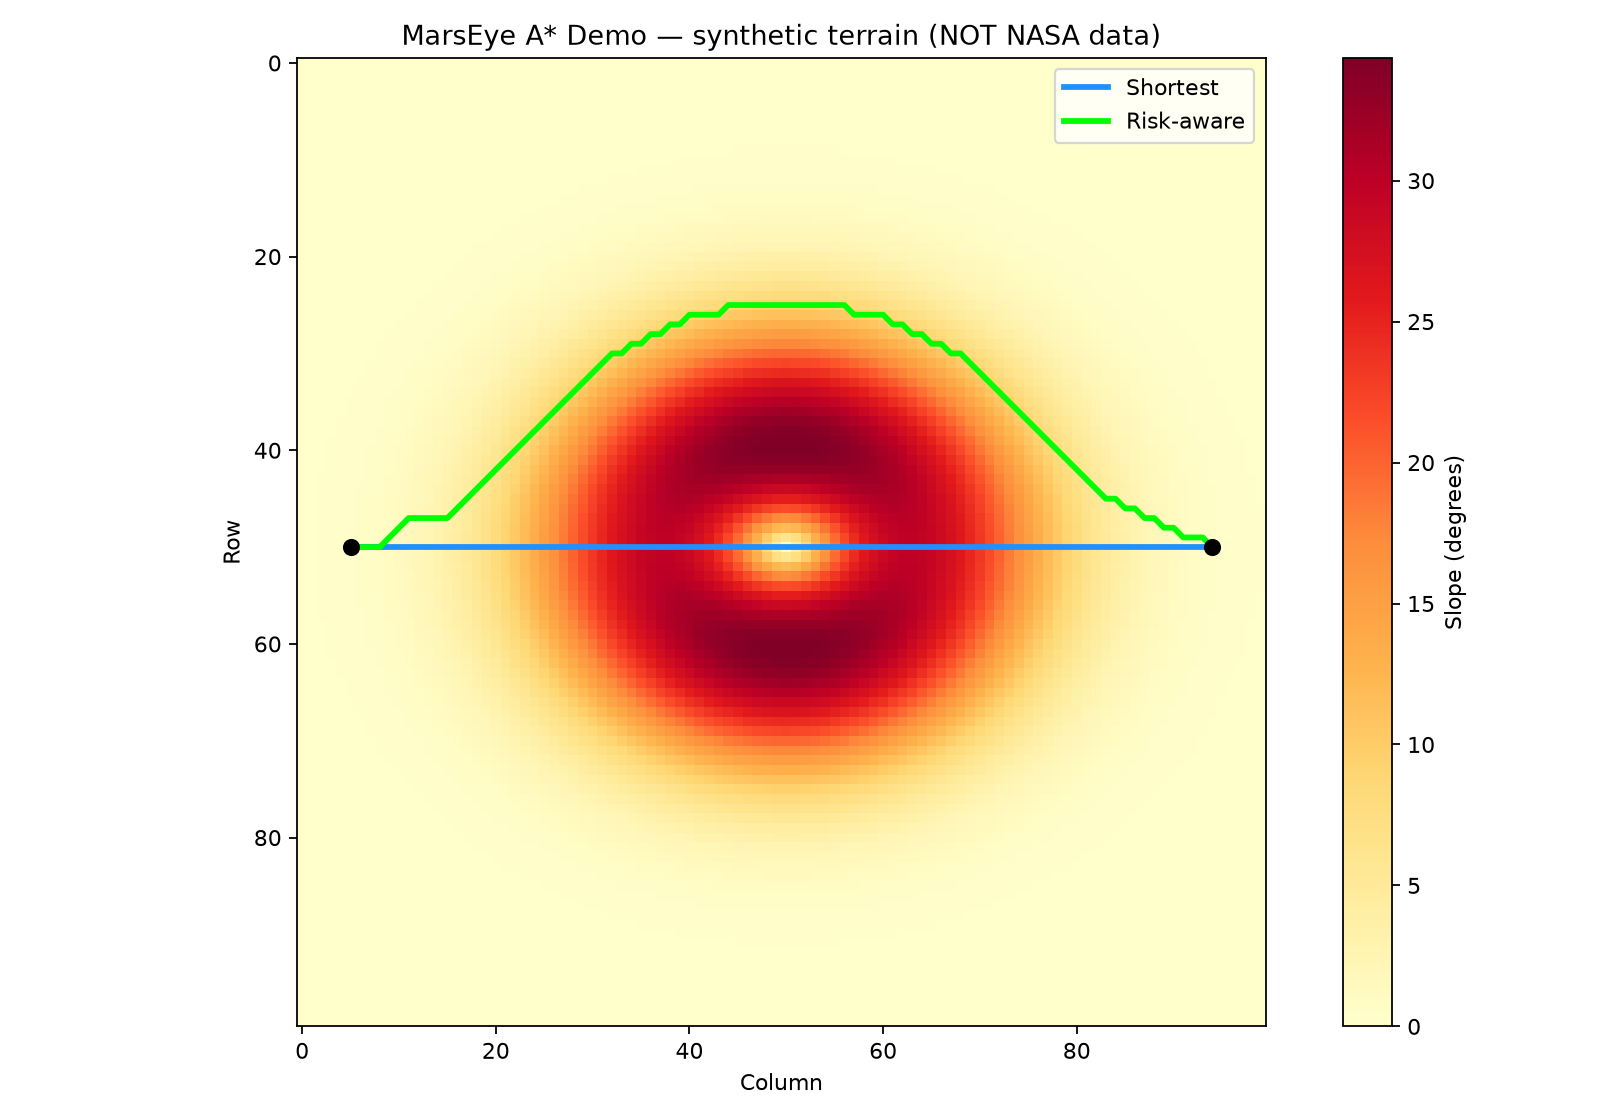 MarsEye A* Demo — synthetic terrain (NOT NASA data)
Shortest
Risk-aware
0
20
40
60
80
Row
0
20
40
60
80
Column
30
25
20
15
10
5
0
Slope (degrees)